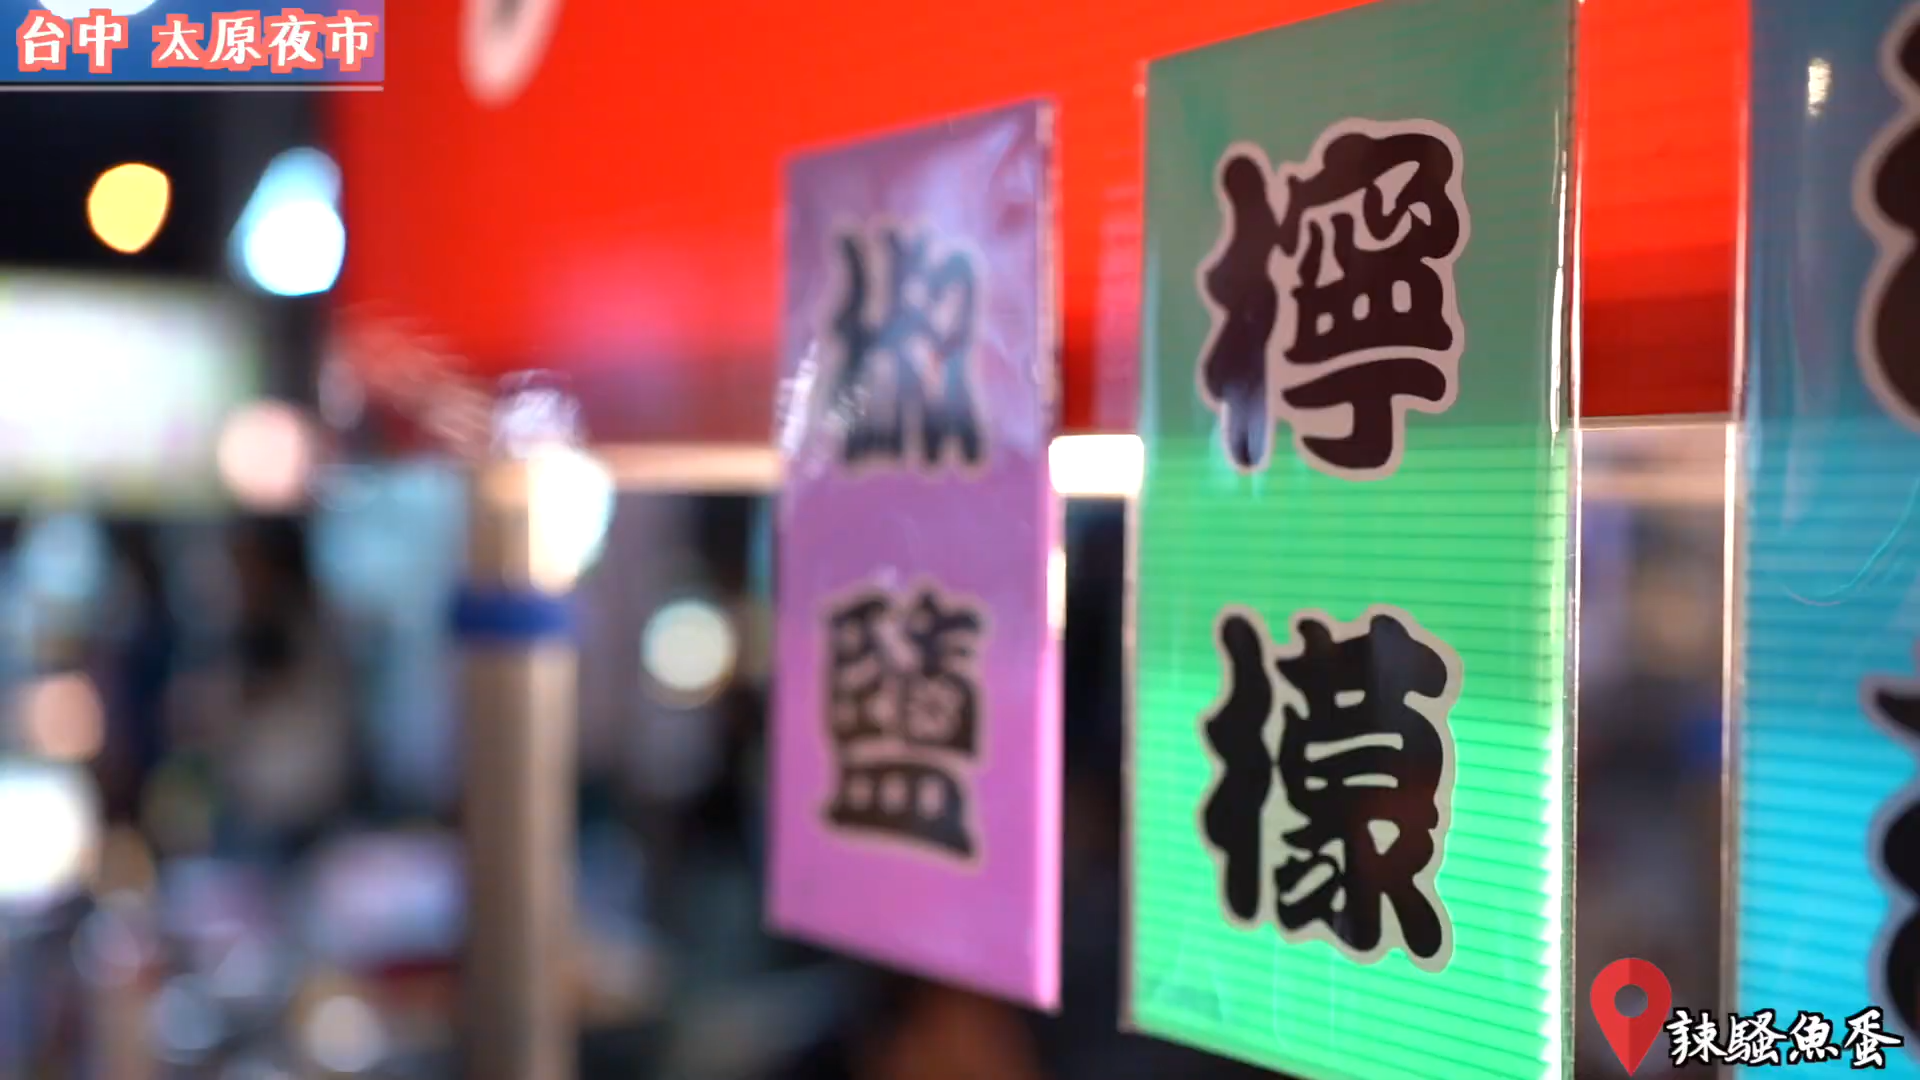 台中 太原夜市
椒鹽
檸檬
辣騷魚蛋